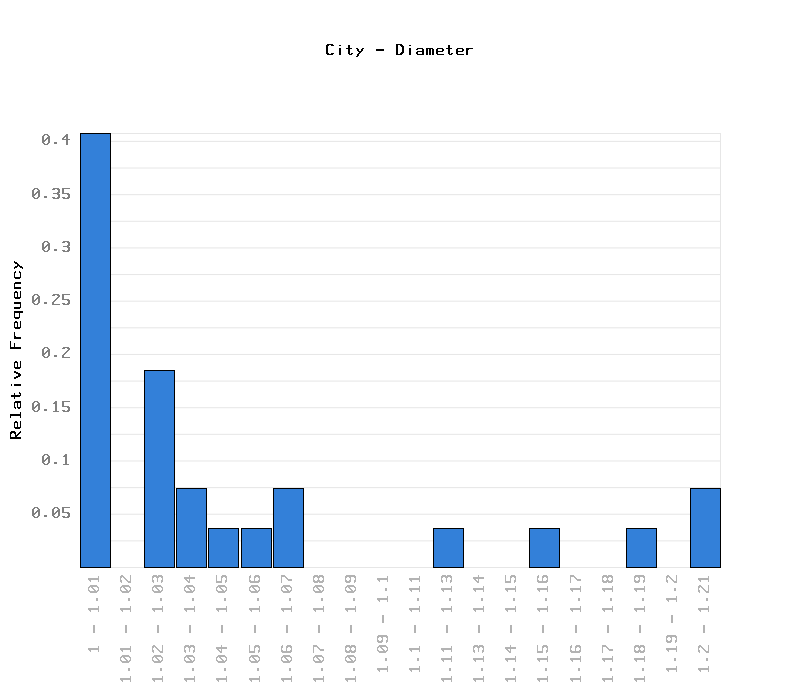 City - Diameter
0.4
0.35
0.3
0.25
0.2
0.15
0.1
0.05
Relative Frequency
1 - 1.01
1.01 - 1.02
1.02 - 1.03
1.03 - 1.04
1.04 - 1.05
1.05 - 1.06
1.06 - 1.07
1.07 - 1.08
1.08 - 1.09
1.09 - 1.1
1.1 - 1.11
1.11 - 1.13
1.13 - 1.14
1.14 - 1.15
1.15 - 1.16
1.16 - 1.17
1.17 - 1.18
1.18 - 1.19
1.19 - 1.2
1.2 - 1.21